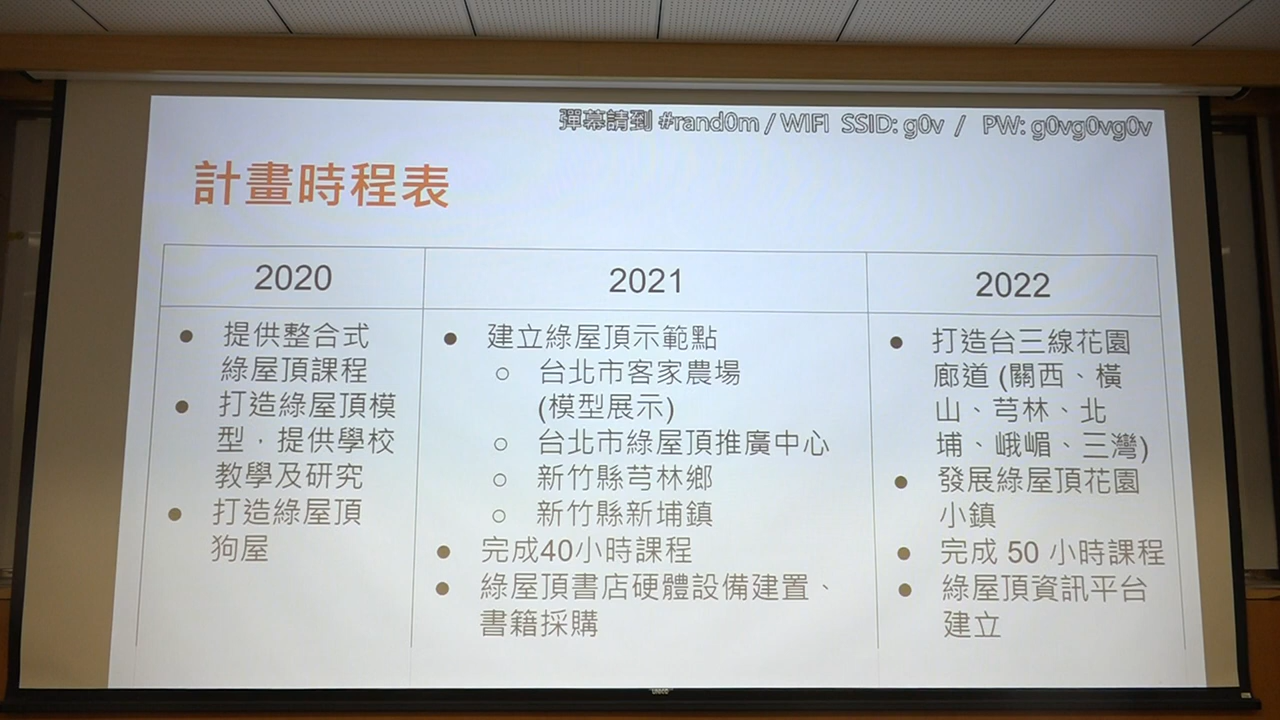 彈幕請到 #rand0m / WIFI SSID: g0v / PW: g0vg0vg0v
計畫時程表
2020
● 提供整合式
綠屋頂課程
● 打造綠屋頂模
型，提供學校
教學及研究
● 打造綠屋頂
狗屋
2021
● 建立綠屋頂示範點
○ 台北市客家農場
(模型展示)
○ 台北市綠屋頂推廣中心
○ 新竹縣芎林鄉
○ 新竹縣新埔鎮
● 完成40小時課程
● 綠屋頂書店硬體設備建置、
書籍採購
2022
● 打造台三線花園
廊道 (關西、橫
山、芎林、北
埔、峨嵋、三灣)
● 發展綠屋頂花園
小鎮
● 完成 50 小時課程
● 綠屋頂資訊平台
建立